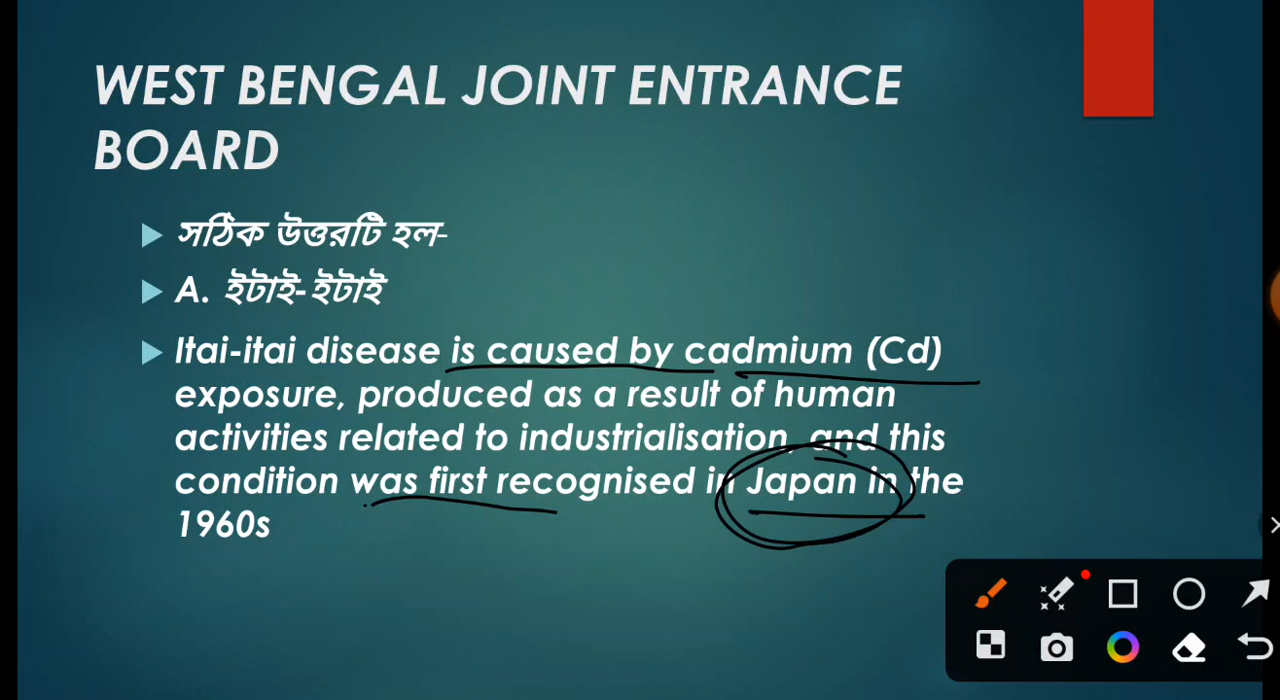 WEST BENGAL JOINT ENTRANCE
BOARD
সঠিক উত্তরটি হল-
A. ইটাই-ইটাই
Itai-itai disease is caused by cadmium (Cd)
exposure, produced as a result of human
activities related to industrialisation, and this
condition was first recognised in Japan in the
1960s